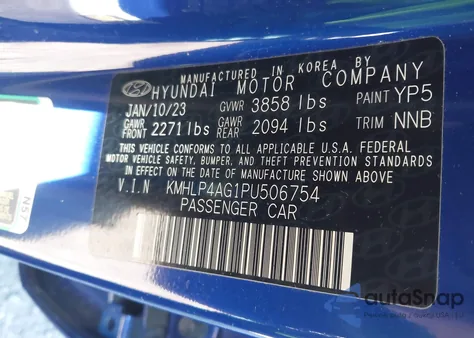 MANUFACTURED IN KOREA BY
HYUNDAI MOTOR COMPANY
JAN/10/23 GVWR 3858 lbs PAINT YP5
GAWR FRONT 2271 lbs GAWR REAR 2094 lbs TRIM NNB
THIS VEHICLE CONFORMS TO ALL APPLICABLE U.S.A. FEDERAL
MOTOR VEHICLE SAFETY, BUMPER, AND THEFT PREVENTION STANDARDS
IN EFFECT ON THE DATE OF MANUFACTURE SHOWN ABOVE
V.I.N KMHLP4AG1PU506754
PASSENGER CAR
N57
autoSnap